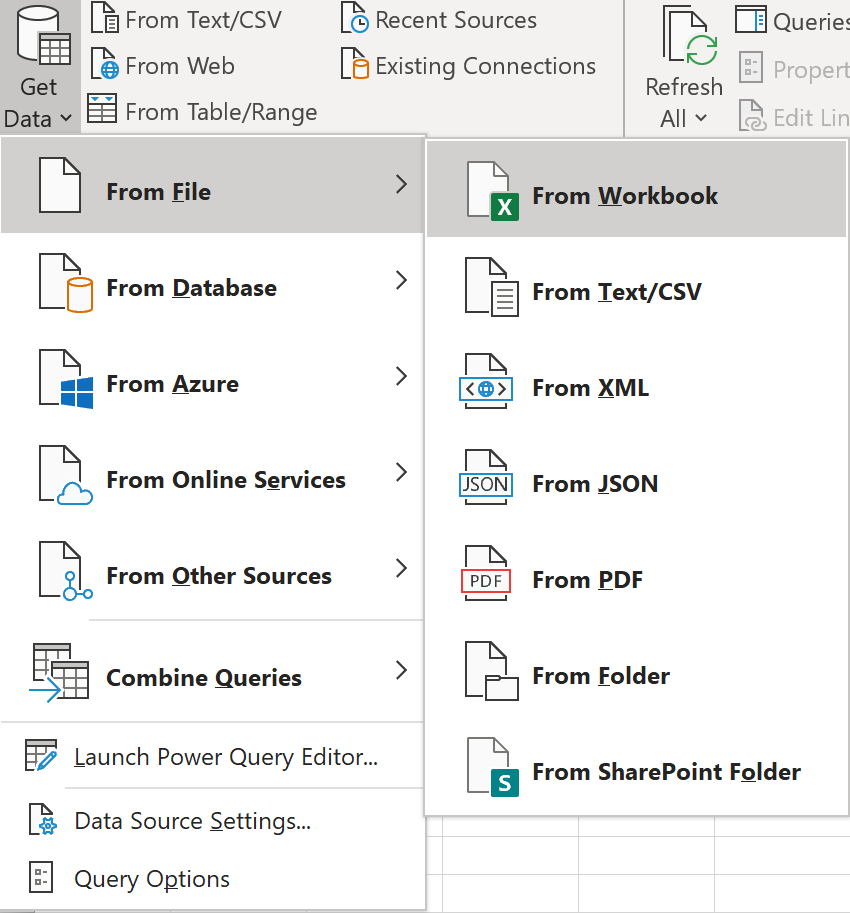 From Text/CSV
From Web
From Table/Range
Recent Sources
Existing Connections
Get
Data
Refresh
All
Queries
Propert
Edit Lin
From File
From Database
From Azure
From Online Services
From Other Sources
Combine Queries
Launch Power Query Editor...
Data Source Settings...
Query Options
X
From Workbook
From Text/CSV
From XML
JSON
From JSON
PDF
From PDF
From Folder
S
From SharePoint Folder